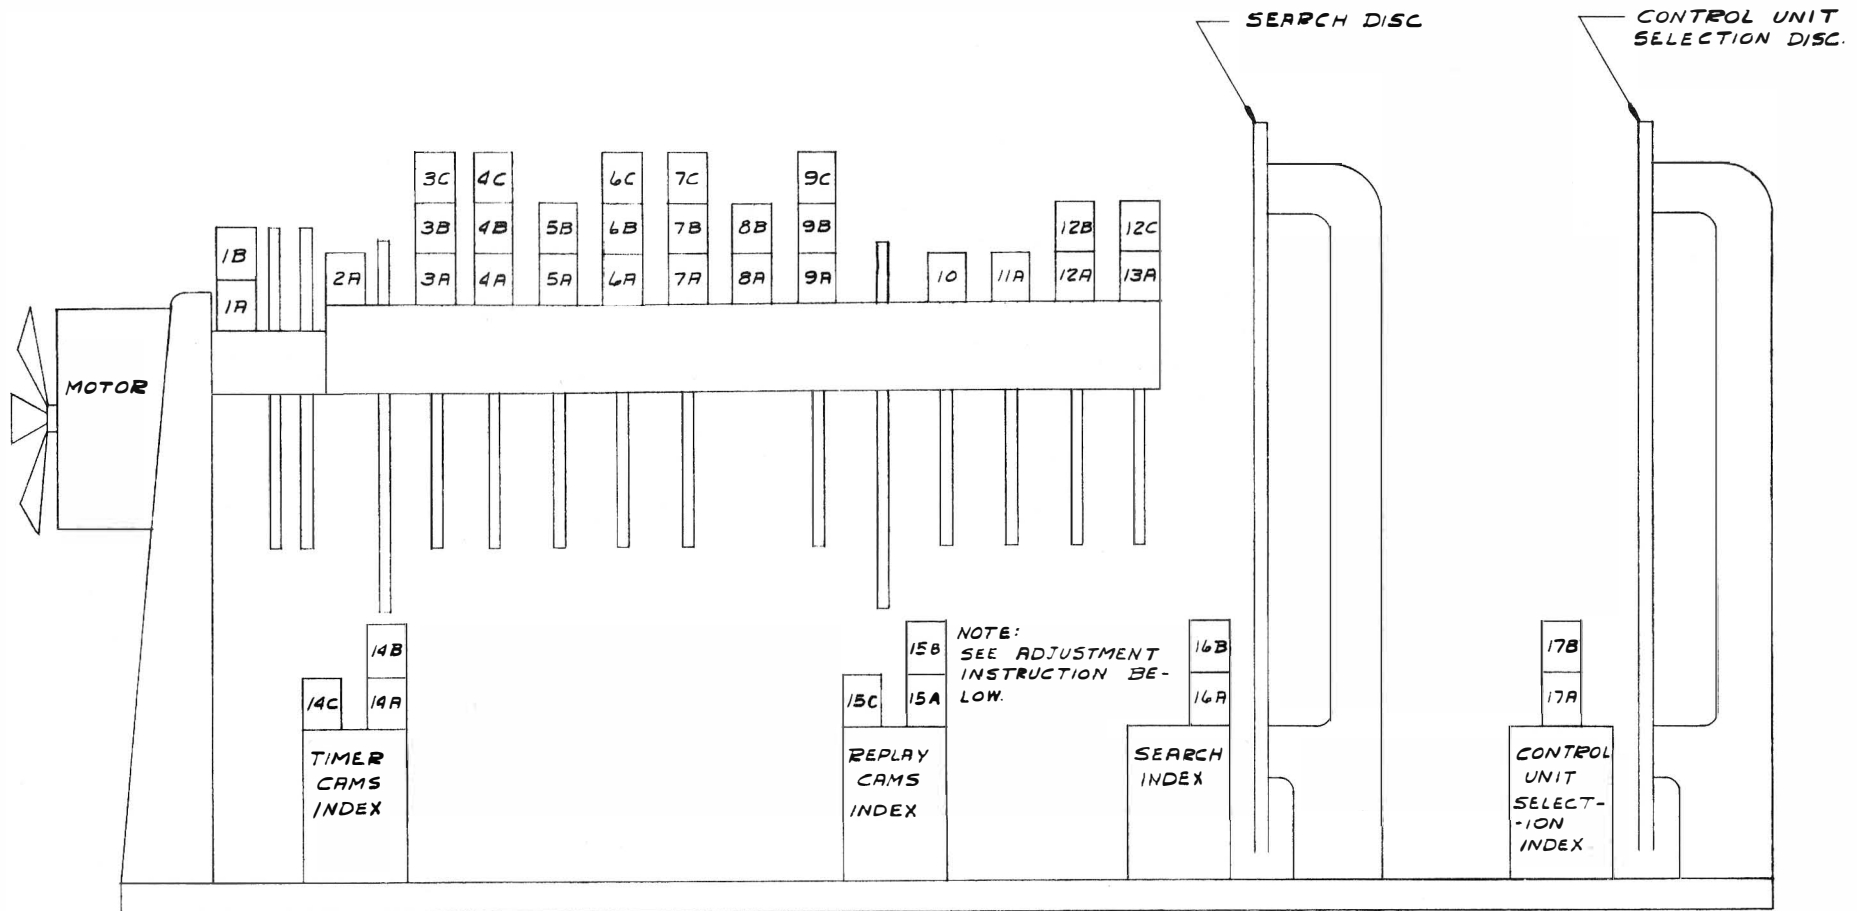 SEARCH DISC
CONTROL UNIT
SELECTION DISC.
3C 4C 6C 7C 9C
1B 3B 4B 5B 6B 7B 8B 9B 12B 12C
1A 2A 3A 4A 5A 6A 7A 8A 9A 10 11A 12A 13A
MOTOR
14B
14C 14A
TIMER
CAMS
INDEX
15B
15C 15A
NOTE:
SEE ADJUSTMENT
INSTRUCTION BE-
LOW.
REPLAY
CAMS
INDEX
16B
16A
SEARCH
INDEX
17B
17A
CONTROL
UNIT
SELECT-
-ION
INDEX